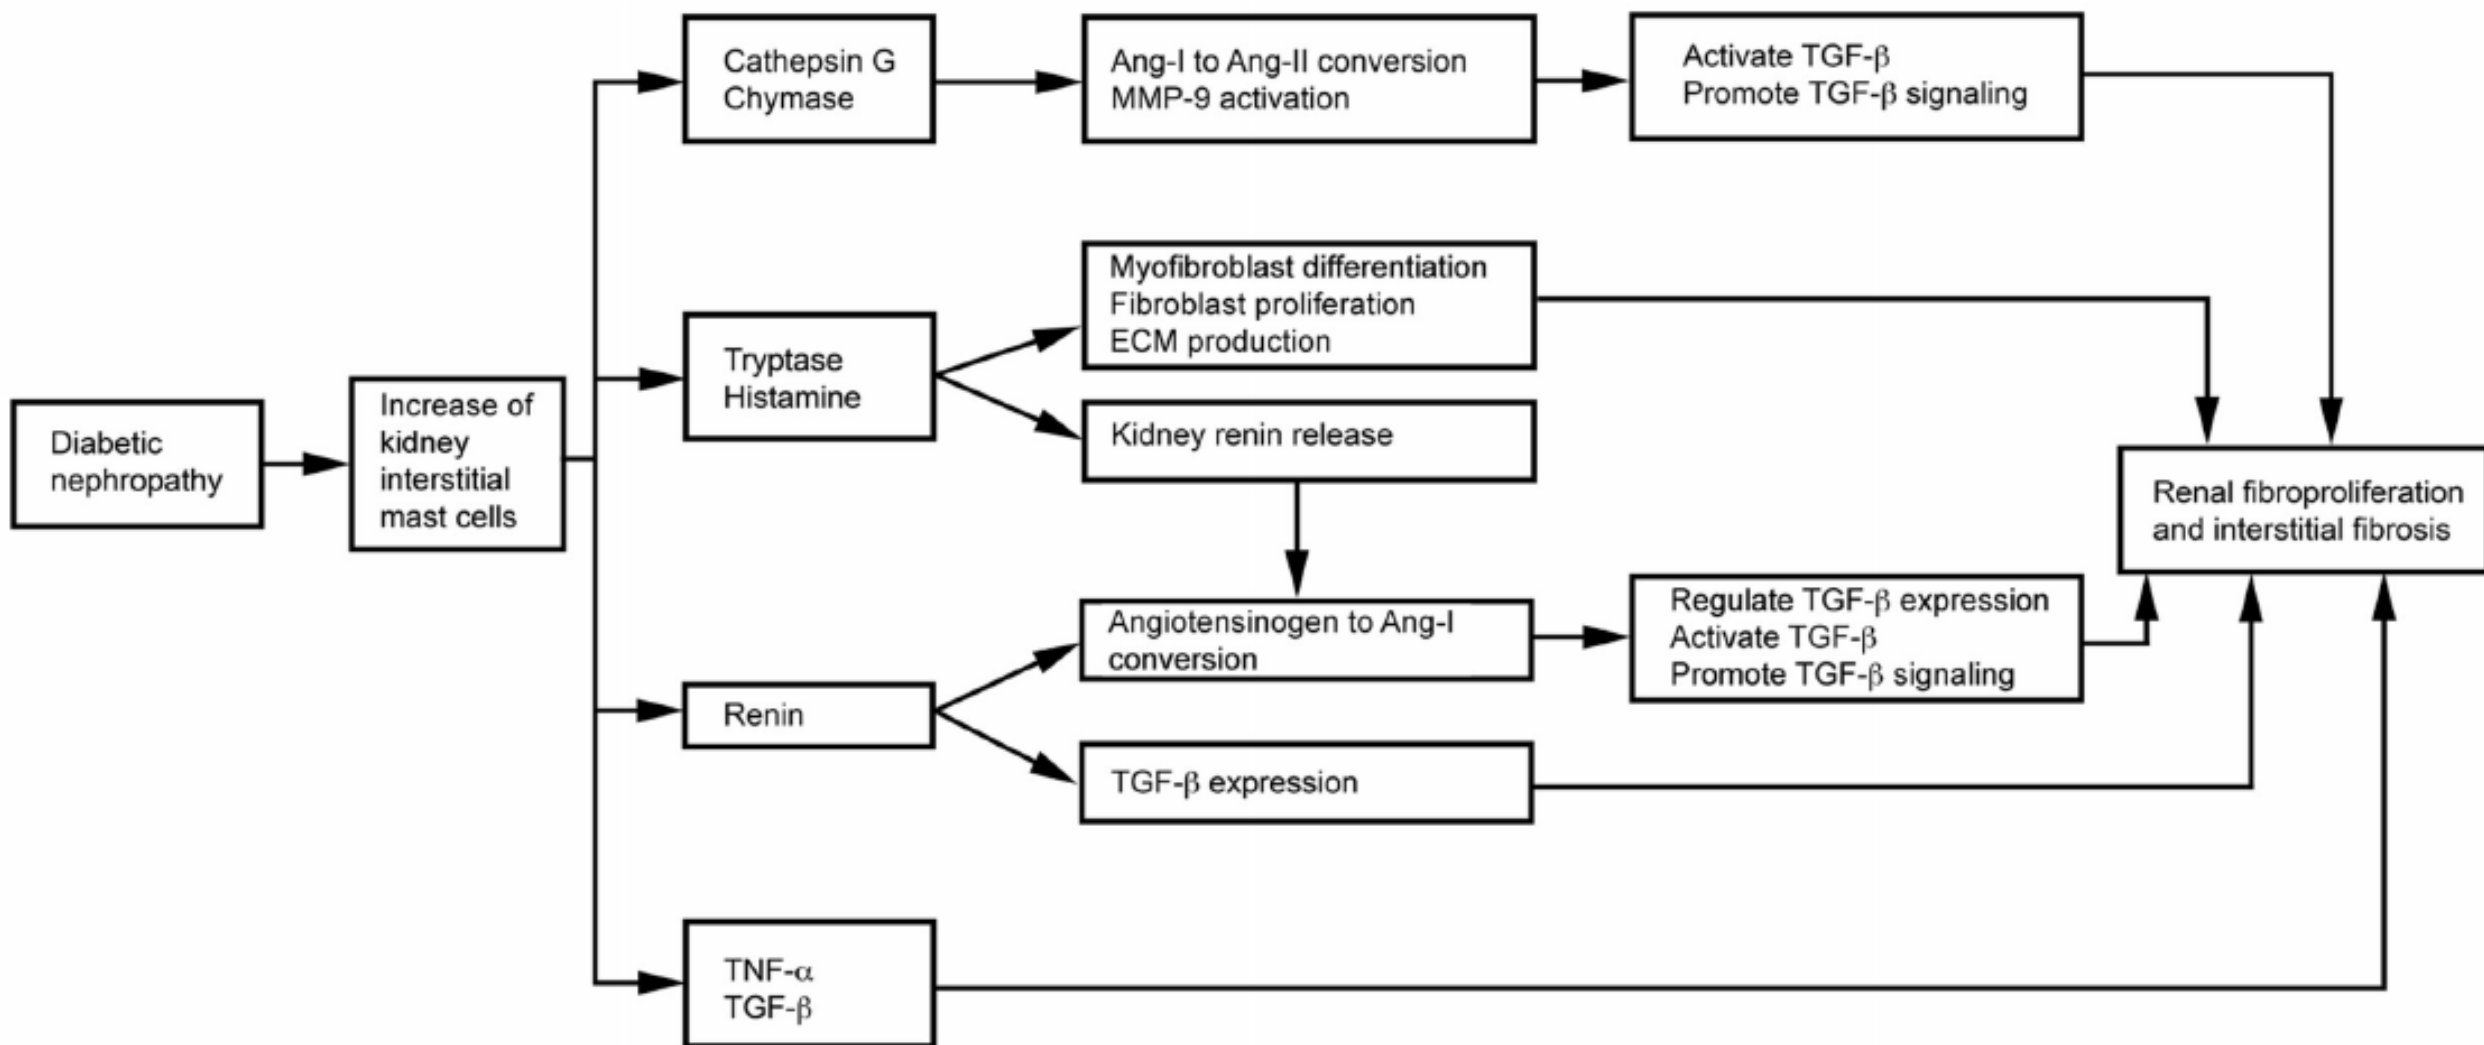 Diabetic
nephropathy
Increase of
kidney
interstitial
mast cells
Cathepsin G
Chymase
Ang-I to Ang-II conversion
MMP-9 activation
Activate TGF-β
Promote TGF-β signaling
Tryptase
Histamine
Myofibroblast differentiation
Fibroblast proliferation
ECM production
Kidney renin release
Renin
Angiotensinogen to Ang-I
conversion
Regulate TGF-β expression
Activate TGF-β
Promote TGF-β signaling
TGF-β expression
TNF-α
TGF-β
Renal fibroproliferation
and interstitial fibrosis